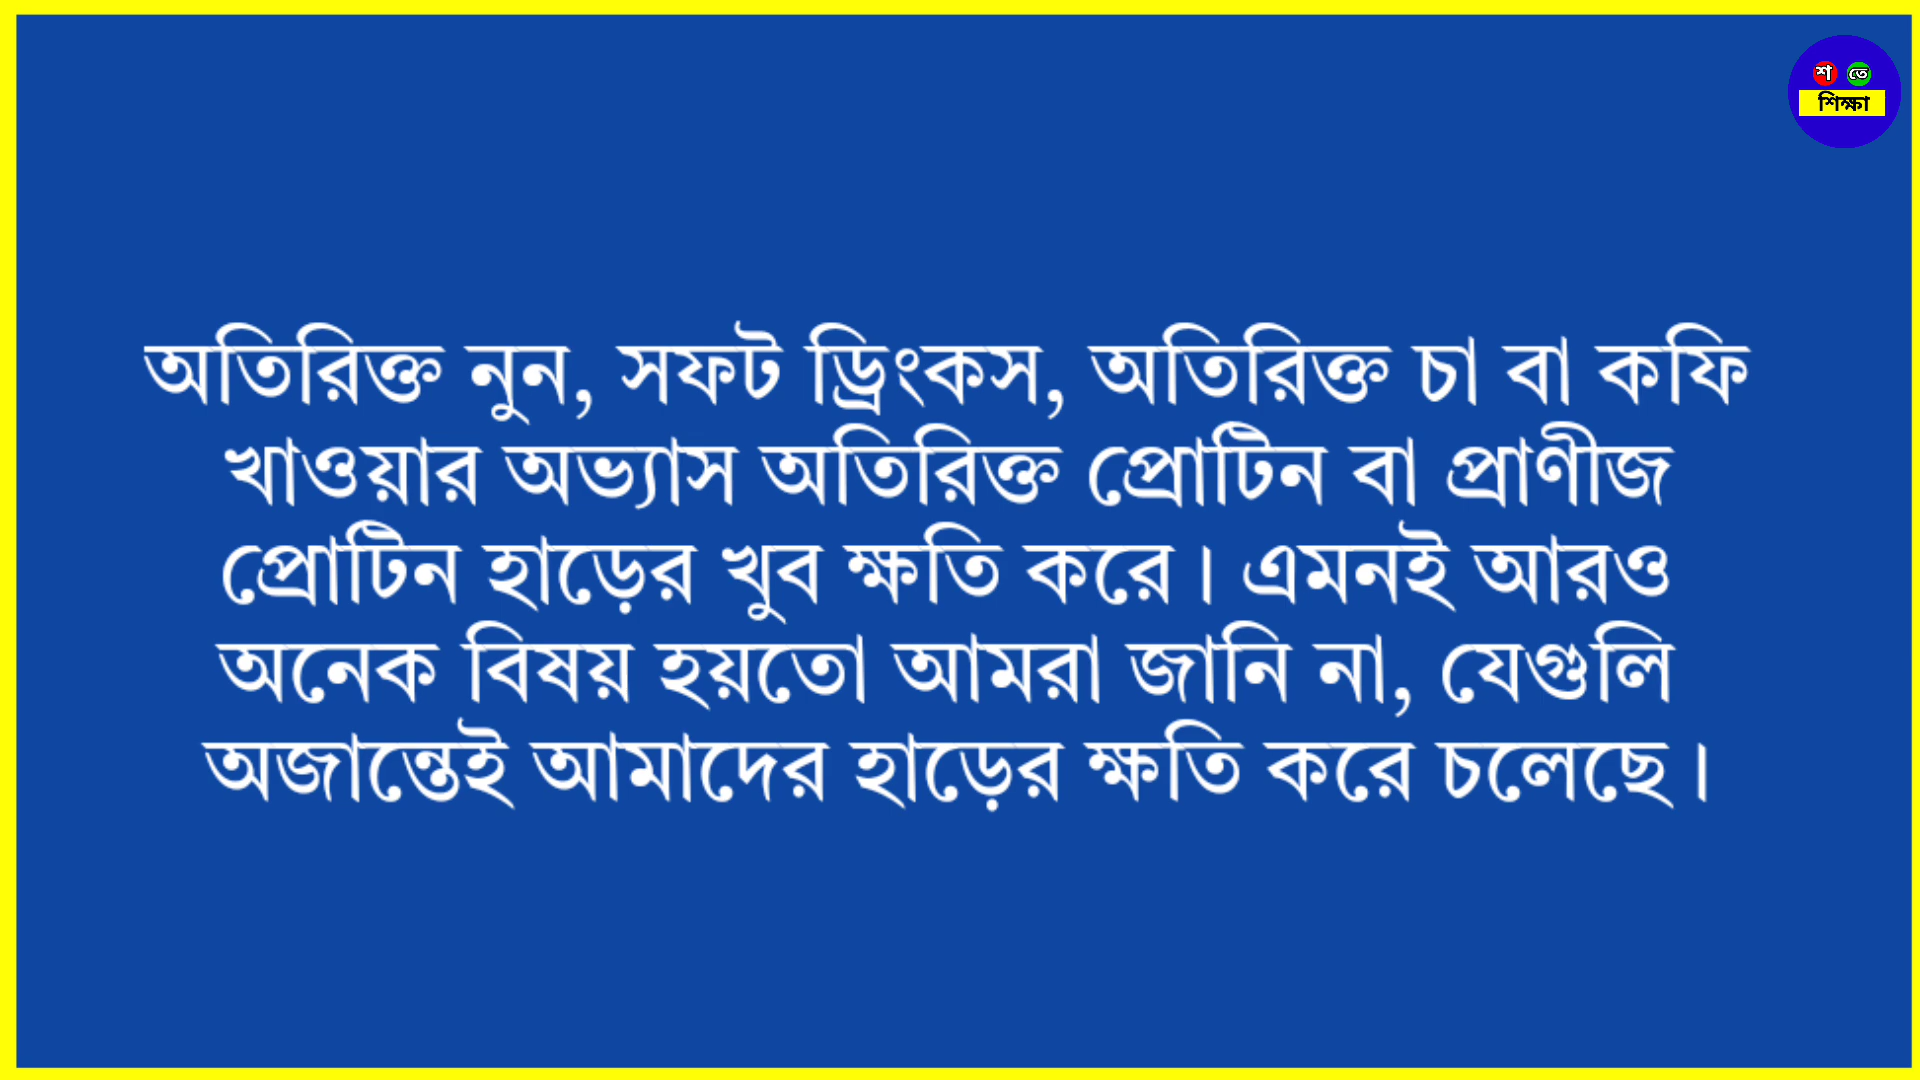 শ তে
শিক্ষা
অতিরিক্ত নুন, সফট ড্রিংকস, অতিরিক্ত চা বা কফি
খাওয়ার অভ্যাস অতিরিক্ত প্রোটিন বা প্রাণীজ
প্রোটিন হাড়ের খুব ক্ষতি করে। এমনই আরও
অনেক বিষয় হয়তো আমরা জানি না, যেগুলি
অজান্তেই আমাদের হাড়ের ক্ষতি করে চলেছে।